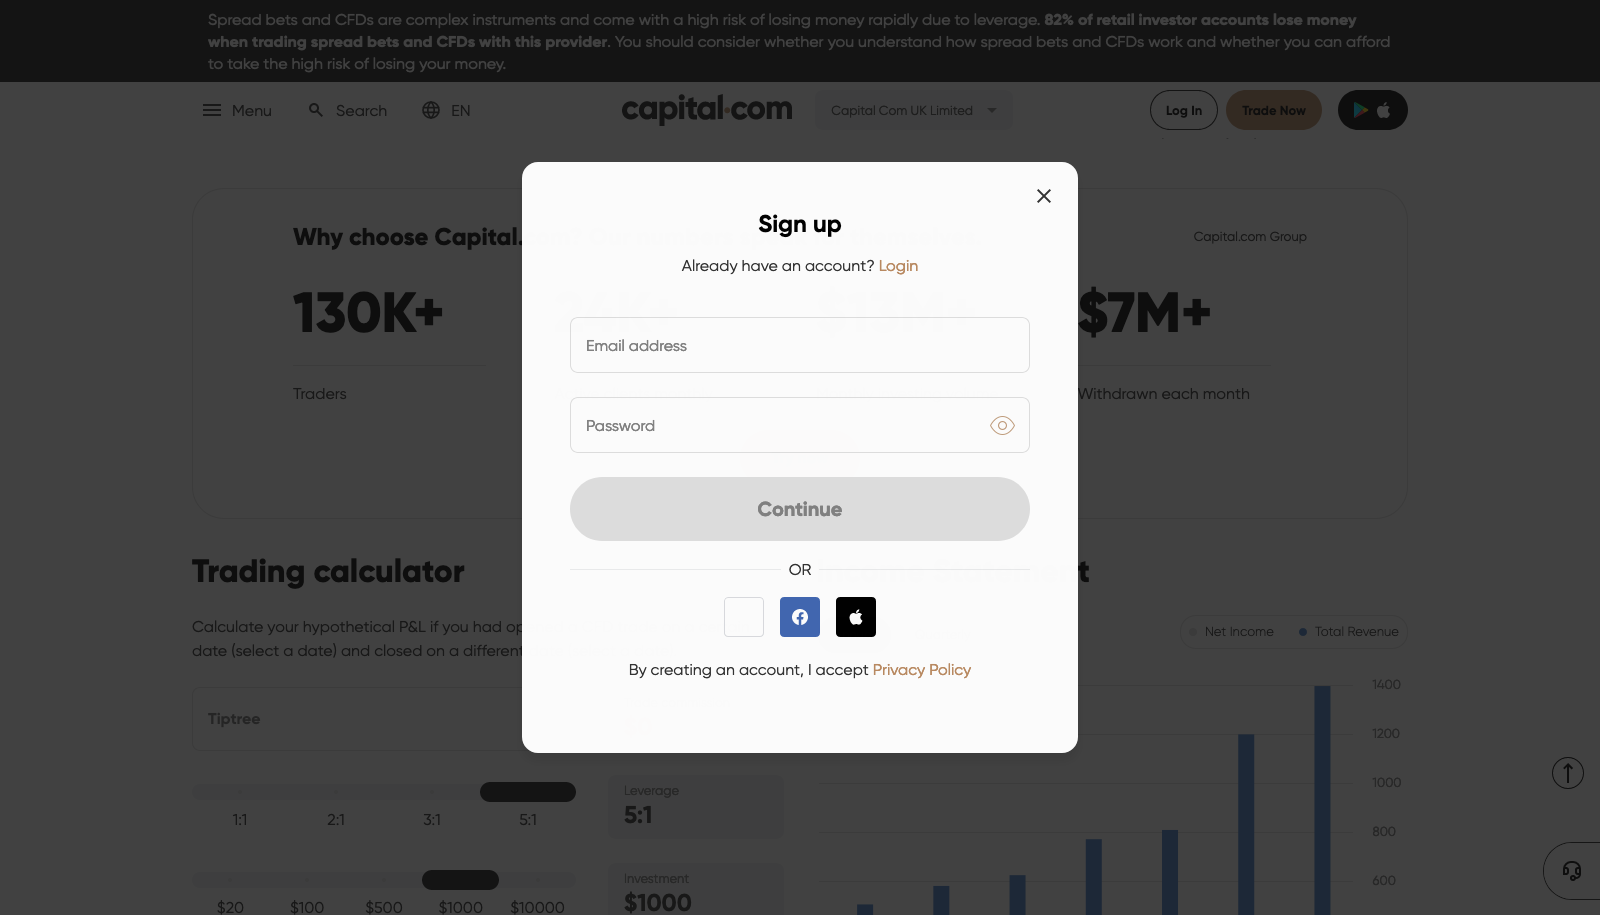 Spread bets and CFDs are complex instruments and come with a high risk of losing money rapidly due to leverage. 82% of retail investor accounts lose money
when trading spread bets and CFDs with this provider. You should consider whether you understand how spread bets and CFDs work and whether you can afford
to take the high risk of losing your money.
Menu
Search
EN
capital.com
Capital Com UK Limited
Log In
Trade Now
Sign up
Already have an account? Login
Email address
Password
Continue
OR
By creating an account, I accept Privacy Policy
Why choose Capital.
Capital.com Group
130K+
$7M+
Traders
Withdrawn each month
Trading calculator
Calculate your hypothetical P&L if you had op
date (select a date) and closed on a different
Tiptree
1:1
2:1
3:1
5:1
Leverage
5:1
$20
$100
$500
$1000
$10000
Investment
$1000
Net Income
Total Revenue
1400
1200
1000
800
600